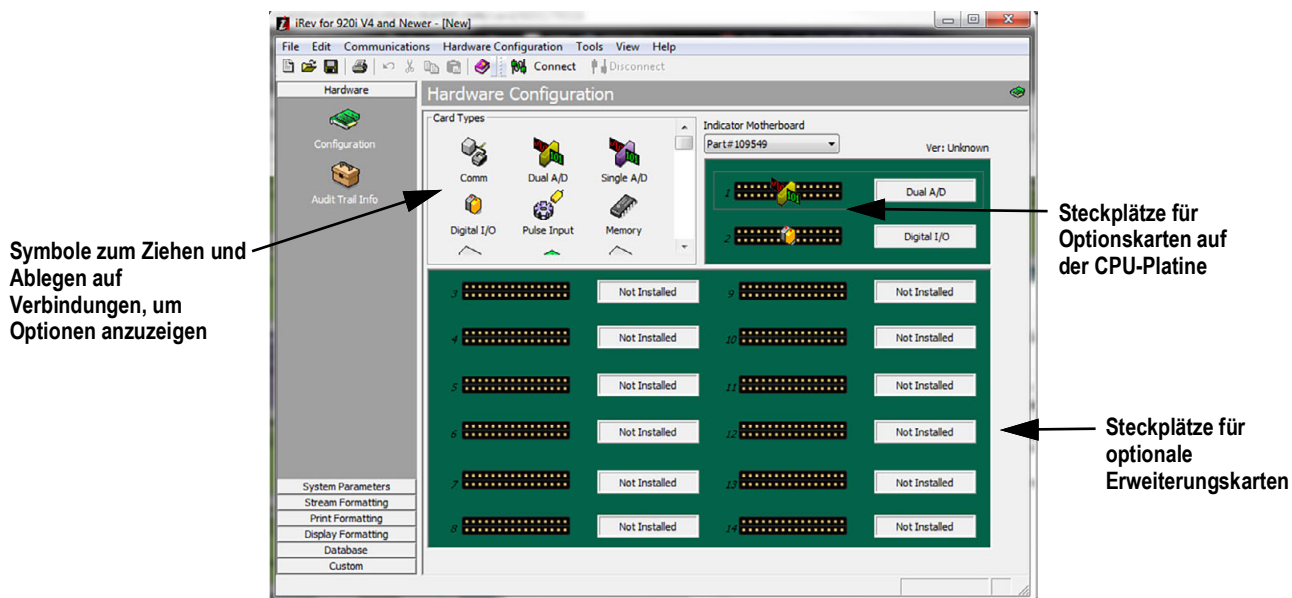 iRev for 920i V4 and Newer - [New]
File Edit Communications Hardware Configuration Tools View Help
Connect Disconnect
Hardware
Configuration
Audit Trail Info
System Parameters
Stream Formatting
Print Formatting
Display Formatting
Database
Custom
Hardware Configuration
Card Types
Comm Dual A/D Single A/D
Digital I/O Pulse Input Memory
Indicator Motherboard
Part#109549
Ver: Unknown
1 Dual A/D
2 Digital I/O
3 Not Installed 9 Not Installed
4 Not Installed 10 Not Installed
5 Not Installed 11 Not Installed
6 Not Installed 12 Not Installed
7 Not Installed 13 Not Installed
8 Not Installed 14 Not Installed
Symbole zum Ziehen und
Ablegen auf
Verbindungen, um
Optionen anzuzeigen
Steckplätze für
Optionskarten auf
der CPU-Platine
Steckplätze für
optionale
Erweiterungskarten